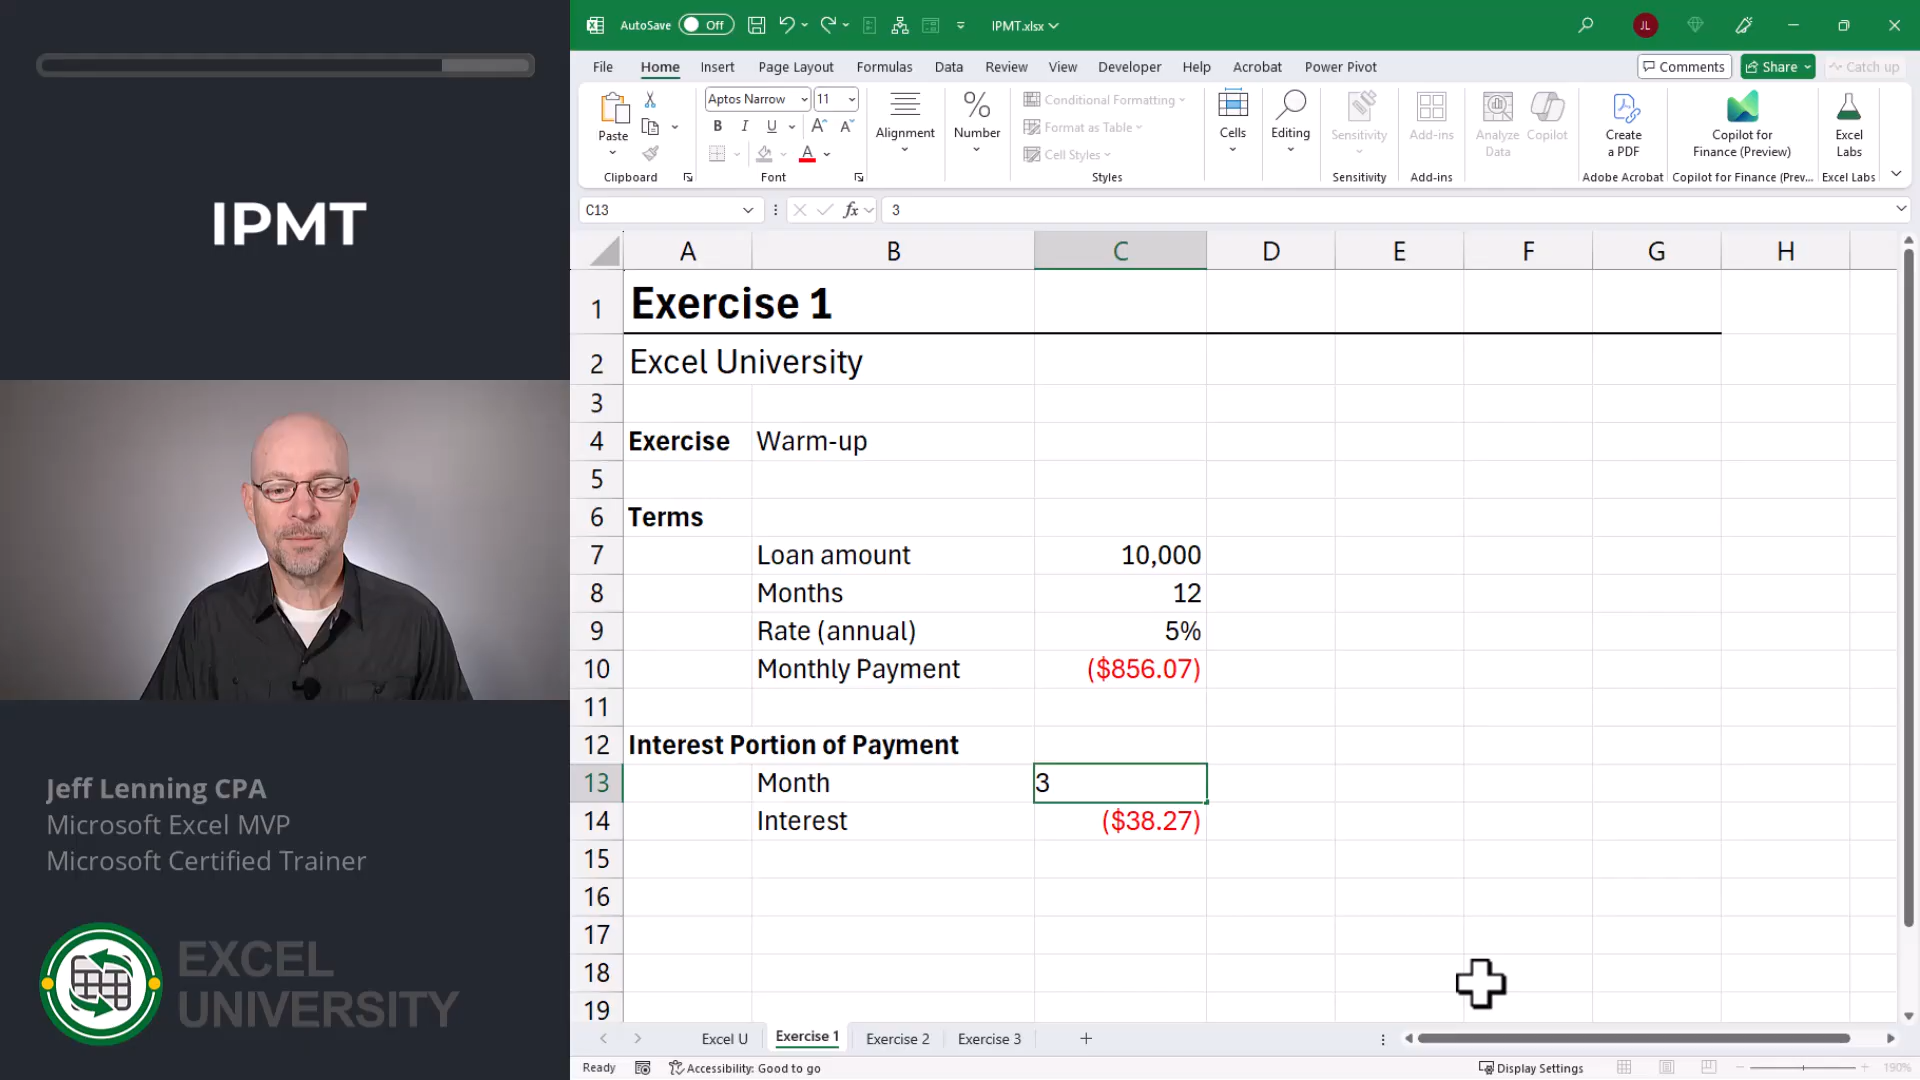 IPMT
Jeff Lenning CPA
Microsoft Excel MVP
Microsoft Certified Trainer
EXCEL
UNIVERSITY
AutoSave Off IPMT.xlsx JL
File Home Insert Page Layout Formulas Data Review View Developer Help Acrobat Power Pivot Comments Share Catch up
Paste
Clipboard
Aptos Narrow 11
B I U A A
A
Font
Alignment
% Number
Conditional Formatting
Format as Table
Cell Styles
Styles
Cells
Editing
Sensitivity
Sensitivity
Add-ins
Add-ins
Analyze Data
Copilot
Create a PDF
Adobe Acrobat
Copilot for Finance (Preview)
Copilot for Finance (Prev...
Excel Labs
Excel Labs
C13 fx 3
A B C D E F G H
1 Exercise 1
2 Excel University
3
4 Exercise Warm-up
5
6 Terms
7 Loan amount 10,000
8 Months 12
9 Rate (annual) 5%
10 Monthly Payment ($856.07)
11
12 Interest Portion of Payment
13 Month 3
14 Interest ($38.27)
15
16
17
18
19
Excel U Exercise 1 Exercise 2 Exercise 3
Ready Accessibility: Good to go Display Settings 190%